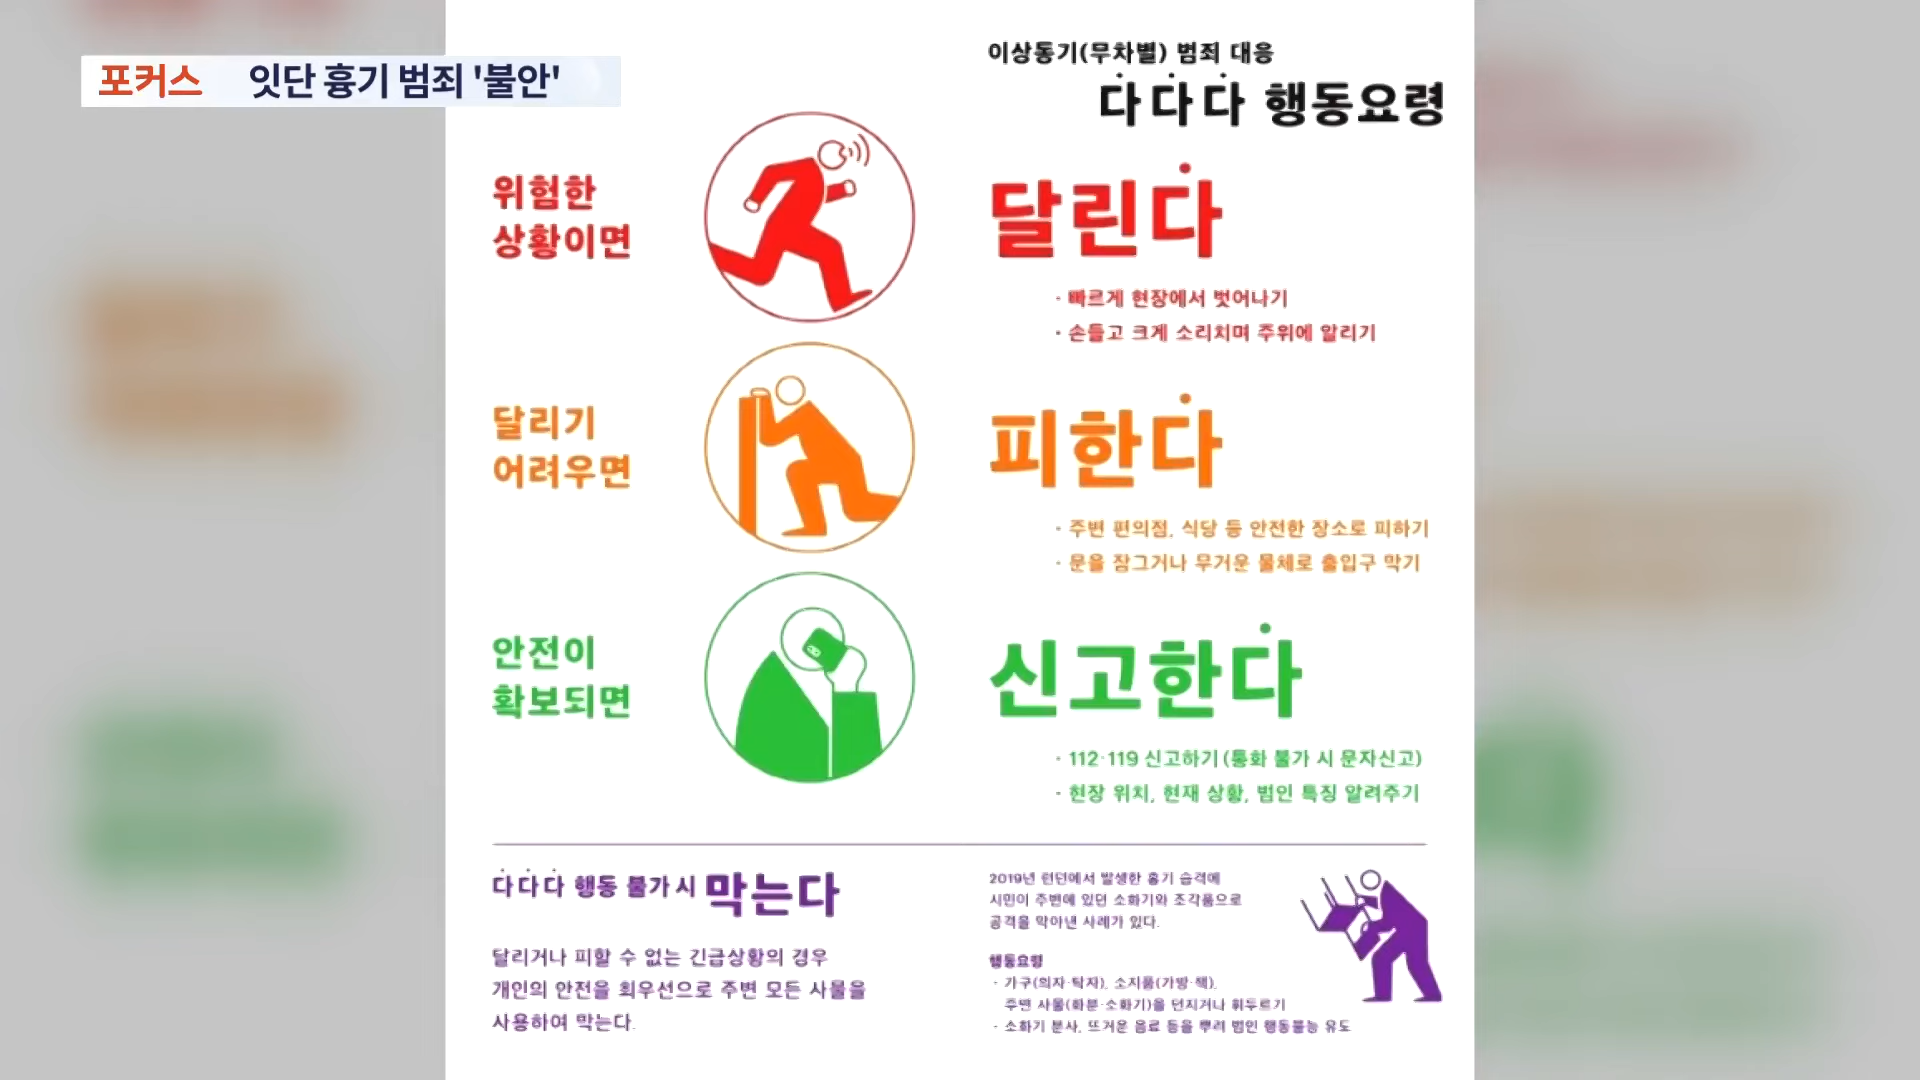 포커스 잇단 흉기 범죄 '불안'
이상동기(무차별) 범죄 대응
다다다 행동요령
위험한
상황이면
달린다
· 빠르게 현장에서 벗어나기
· 손들고 크게 소리치며 주위에 알리기
달리기
어려우면
피한다
· 주변 편의점, 식당 등 안전한 장소로 피하기
· 문을 잠그거나 무거운 물체로 출입구 막기
안전이
확보되면
신고한다
· 112·119 신고하기(통화 불가 시 문자신고)
· 현장 위치, 현재 상황, 범인 특징 알려주기
다다다 행동 불가 시 막는다
달리거나 피할 수 없는 긴급상황의 경우
개인의 안전을 최우선으로 주변 모든 사물을
사용하여 막는다.
2019년 런던에서 발생한 흉기 습격에
시민이 주변에 있던 소화기와 조각품으로
공격을 막아낸 사례가 있다.
행동요령
· 가구(의자·탁자), 소지품(가방·책),
주변 사물(화분·소화기)을 던지거나 휘두르기
· 소화기 분사, 뜨거운 음료 등을 뿌려 범인 행동불능 유도